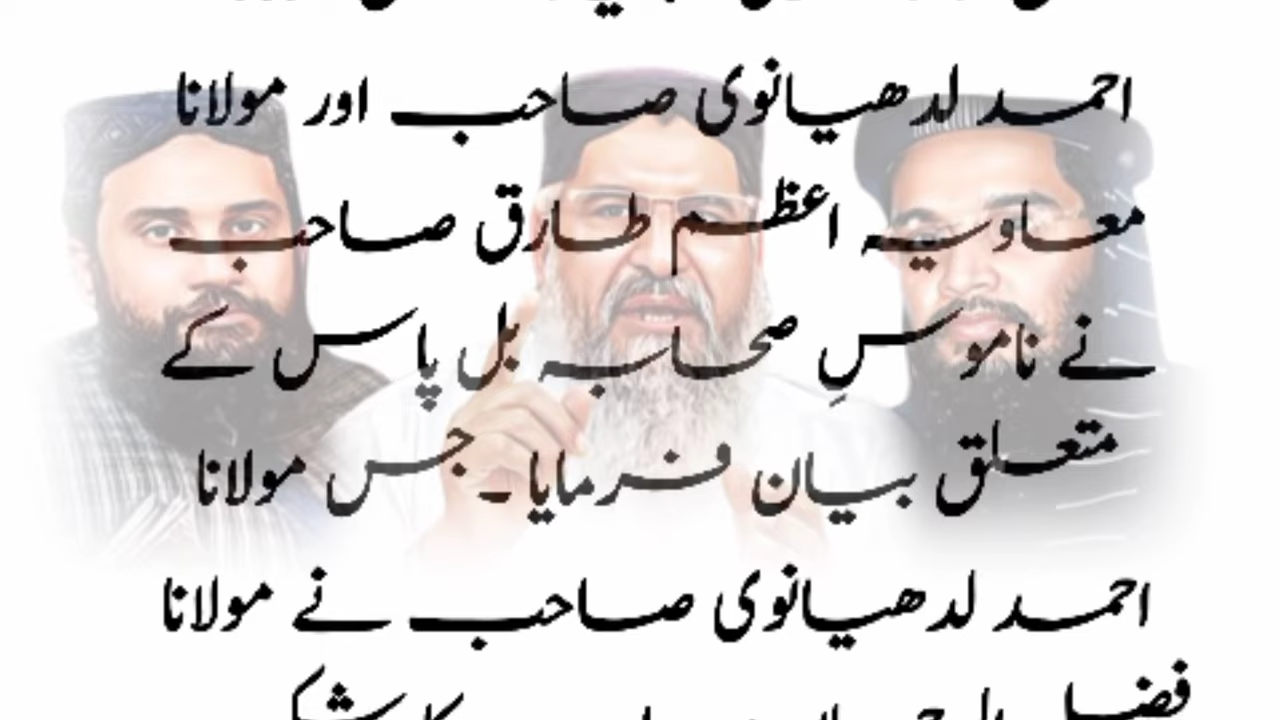 احمد لدھیانوی صاحب اور مولانا
معاویہ اعظم طارق صاحب
نے ناموسِ صحابہ بل پاس کے
متعلق بیان فرمایا۔ جس مولانا
احمد لدھیانوی صاحب نے مولانا